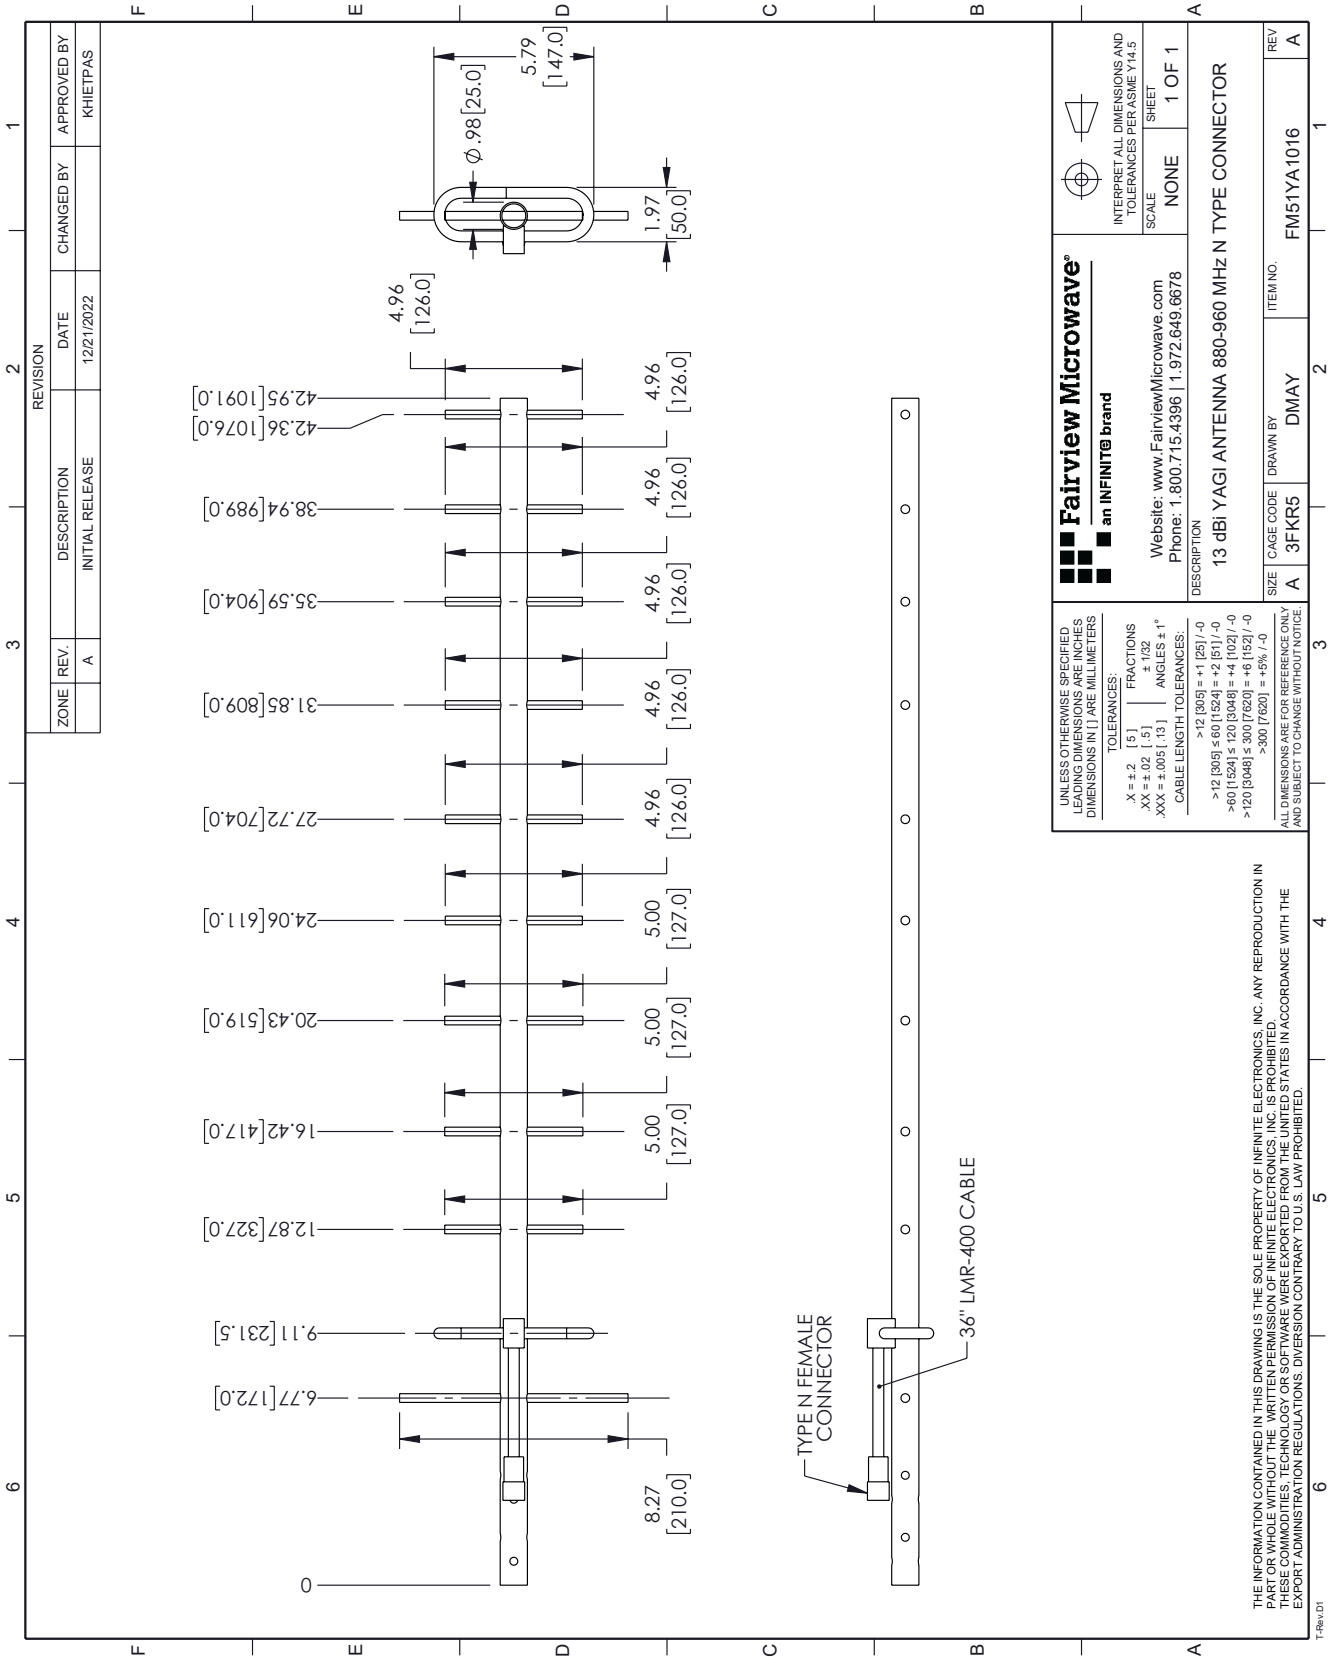 REVISION
ZONE REV. DESCRIPTION DATE CHANGED BY APPROVED BY
A INITIAL RELEASE 12/21/2022 KHIETPAS
6 5 4 3 2 1
F
E
D
C
B
A
F
E
D
C
B
A
0
6.77[172.0]
9.11[231.5]
12.87[327.0]
16.42[417.0]
20.43[519.0]
24.06[611.0]
27.72[704.0]
31.85[809.0]
35.59[904.0]
38.94[989.0]
42.36[1076.0]
42.95[1091.0]
8.27
[210.0]
5.00
[127.0]
5.00
[127.0]
5.00
[127.0]
4.96
[126.0]
4.96
[126.0]
4.96
[126.0]
4.96
[126.0]
4.96
[126.0]
4.96
[126.0]
Ø.98[25.0]
5.79
[147.0]
1.97
[50.0]
TYPE N FEMALE
CONNECTOR
36" LMR-400 CABLE
UNLESS OTHERWISE SPECIFIED
LEADING DIMENSIONS ARE INCHES
DIMENSIONS IN [ ] ARE MILLIMETERS
TOLERANCES:
.X = ±.2 [5] FRACTIONS
.XX = ±.02 [.5] ± 1/32
.XXX = ±.005 [.13] ANGLES ± 1°
CABLE LENGTH TOLERANCES:
>12 [305] = +1 [25] / -0
>12 [305] ≤ 60 [1524] = +2 [51] / -0
>60 [1524] ≤ 120 [3048] = +4 [102] / -0
>120 [3048] ≤ 300 [7620] = +6 [152] / -0
>300 [7620] = +5% / -0
ALL DIMENSIONS ARE FOR REFERENCE ONLY
AND SUBJECT TO CHANGE WITHOUT NOTICE.
Fairview Microwave®
an INFINITⓔ brand
Website: www.FairviewMicrowave.com
Phone: 1.800.715.4396 | 1.972.649.6678
INTERPRET ALL DIMENSIONS AND
TOLERANCES PER ASME Y14.5
SCALE NONE SHEET 1 OF 1
DESCRIPTION
13 dBi YAGI ANTENNA 880-960 MHz N TYPE CONNECTOR
SIZE A CAGE CODE 3FKR5 DRAWN BY DMAY ITEM NO. FM51YA1016 REV A
THE INFORMATION CONTAINED IN THIS DRAWING IS THE SOLE PROPERTY OF INFINITE ELECTRONICS, INC. ANY REPRODUCTION IN
PART OR WHOLE WITHOUT THE WRITTEN PERMISSION OF INFINITE ELECTRONICS, INC. IS PROHIBITED.
THESE COMMODITIES, TECHNOLOGY OR SOFTWARE WERE EXPORTED FROM THE UNITED STATES IN ACCORDANCE WITH THE
EXPORT ADMINISTRATION REGULATIONS. DIVERSION CONTRARY TO U.S. LAW PROHIBITED.
6 5 4 3 2 1
T-Rev.D1